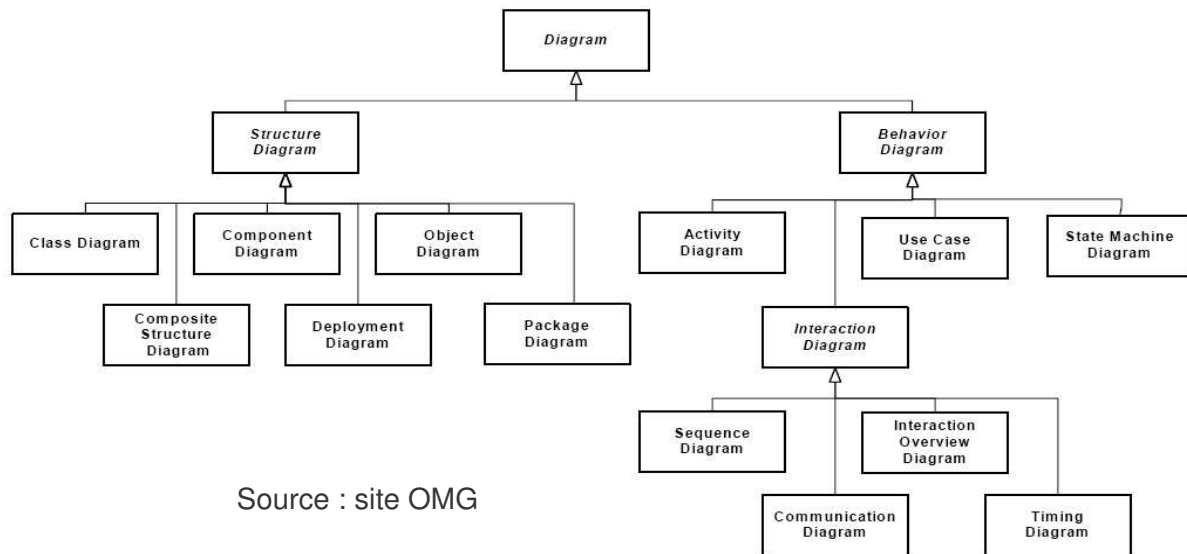 Diagram
Structure
Diagram
Behavior
Diagram
Class Diagram
Component
Diagram
Object
Diagram
Activity
Diagram
Use Case
Diagram
State Machine
Diagram
Composite
Structure
Diagram
Deployment
Diagram
Package
Diagram
Interaction
Diagram
Sequence
Diagram
Interaction
Overview
Diagram
Source : site OMG
Communication
Diagram
Timing
Diagram